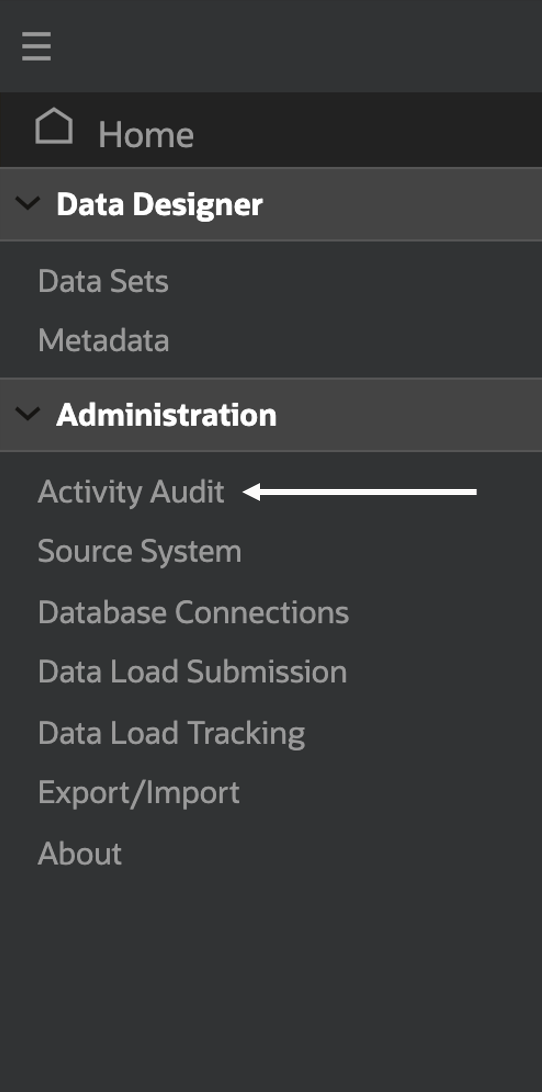 Home
Data Designer
Data Sets
Metadata
Administration
Activity Audit
Source System
Database Connections
Data Load Submission
Data Load Tracking
Export/Import
About